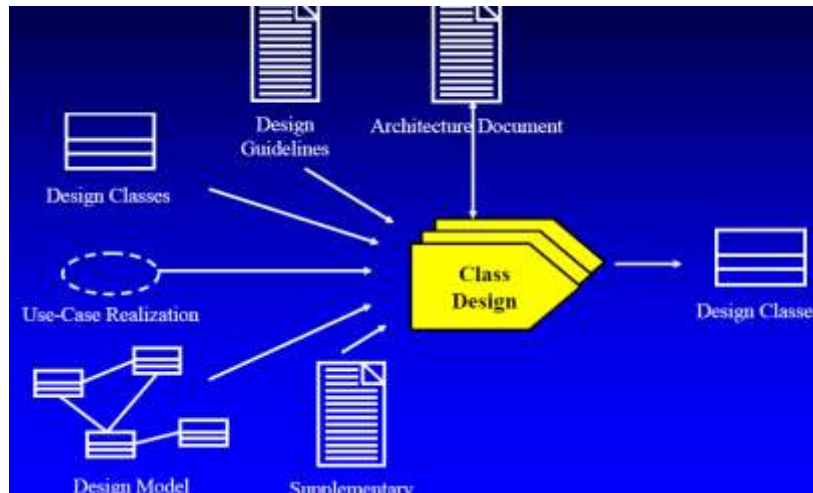 Design
Guidelines
Architecture Document
Design Classes
Class
Design
Use-Case Realization
Design Classe
Design Model
Supplementary